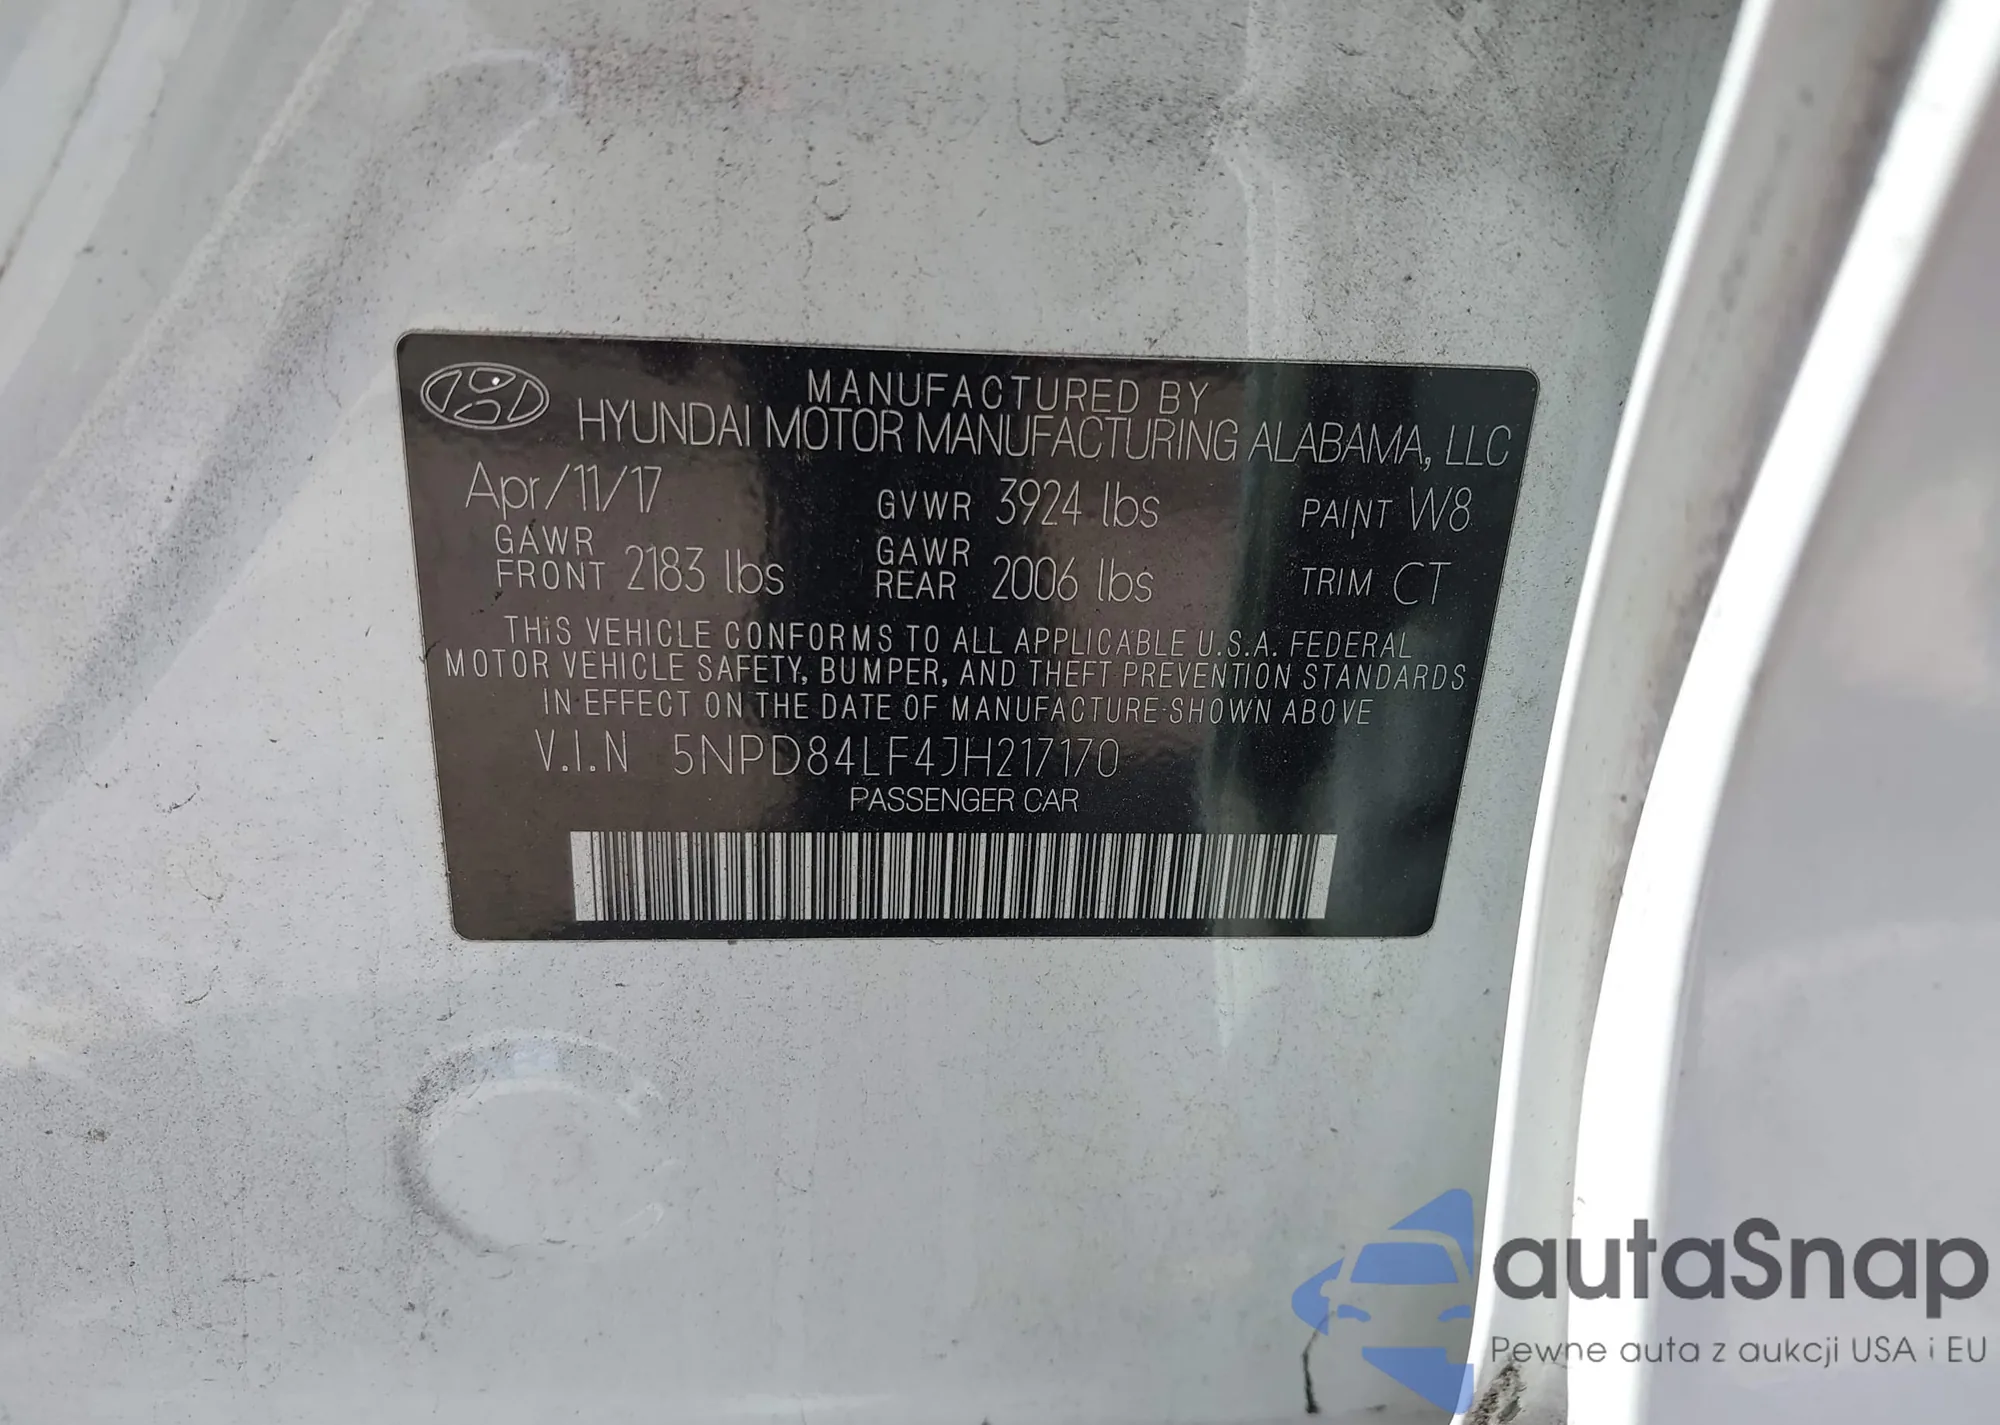 MANUFACTURED BY
HYUNDAI MOTOR MANUFACTURING ALABAMA, LLC
Apr/11/17 GVWR 3924 lbs PAINT W8
GAWR FRONT 2183 lbs GAWR REAR 2006 lbs TRIM CT
THiS VEHICLE CONFORMS TO ALL APPLICABLE U.S.A. FEDERAL
MOTOR VEHICLE SAFETY, BUMPER, AND THEFT PREVENTION STANDARDS
IN EFFECT ON THE DATE OF MANUFACTURE SHOWN ABOVE
V.I.N 5NPD84LF4JH217170
PASSENGER CAR
autaSnap
Pewne auta z aukcji USA i EU